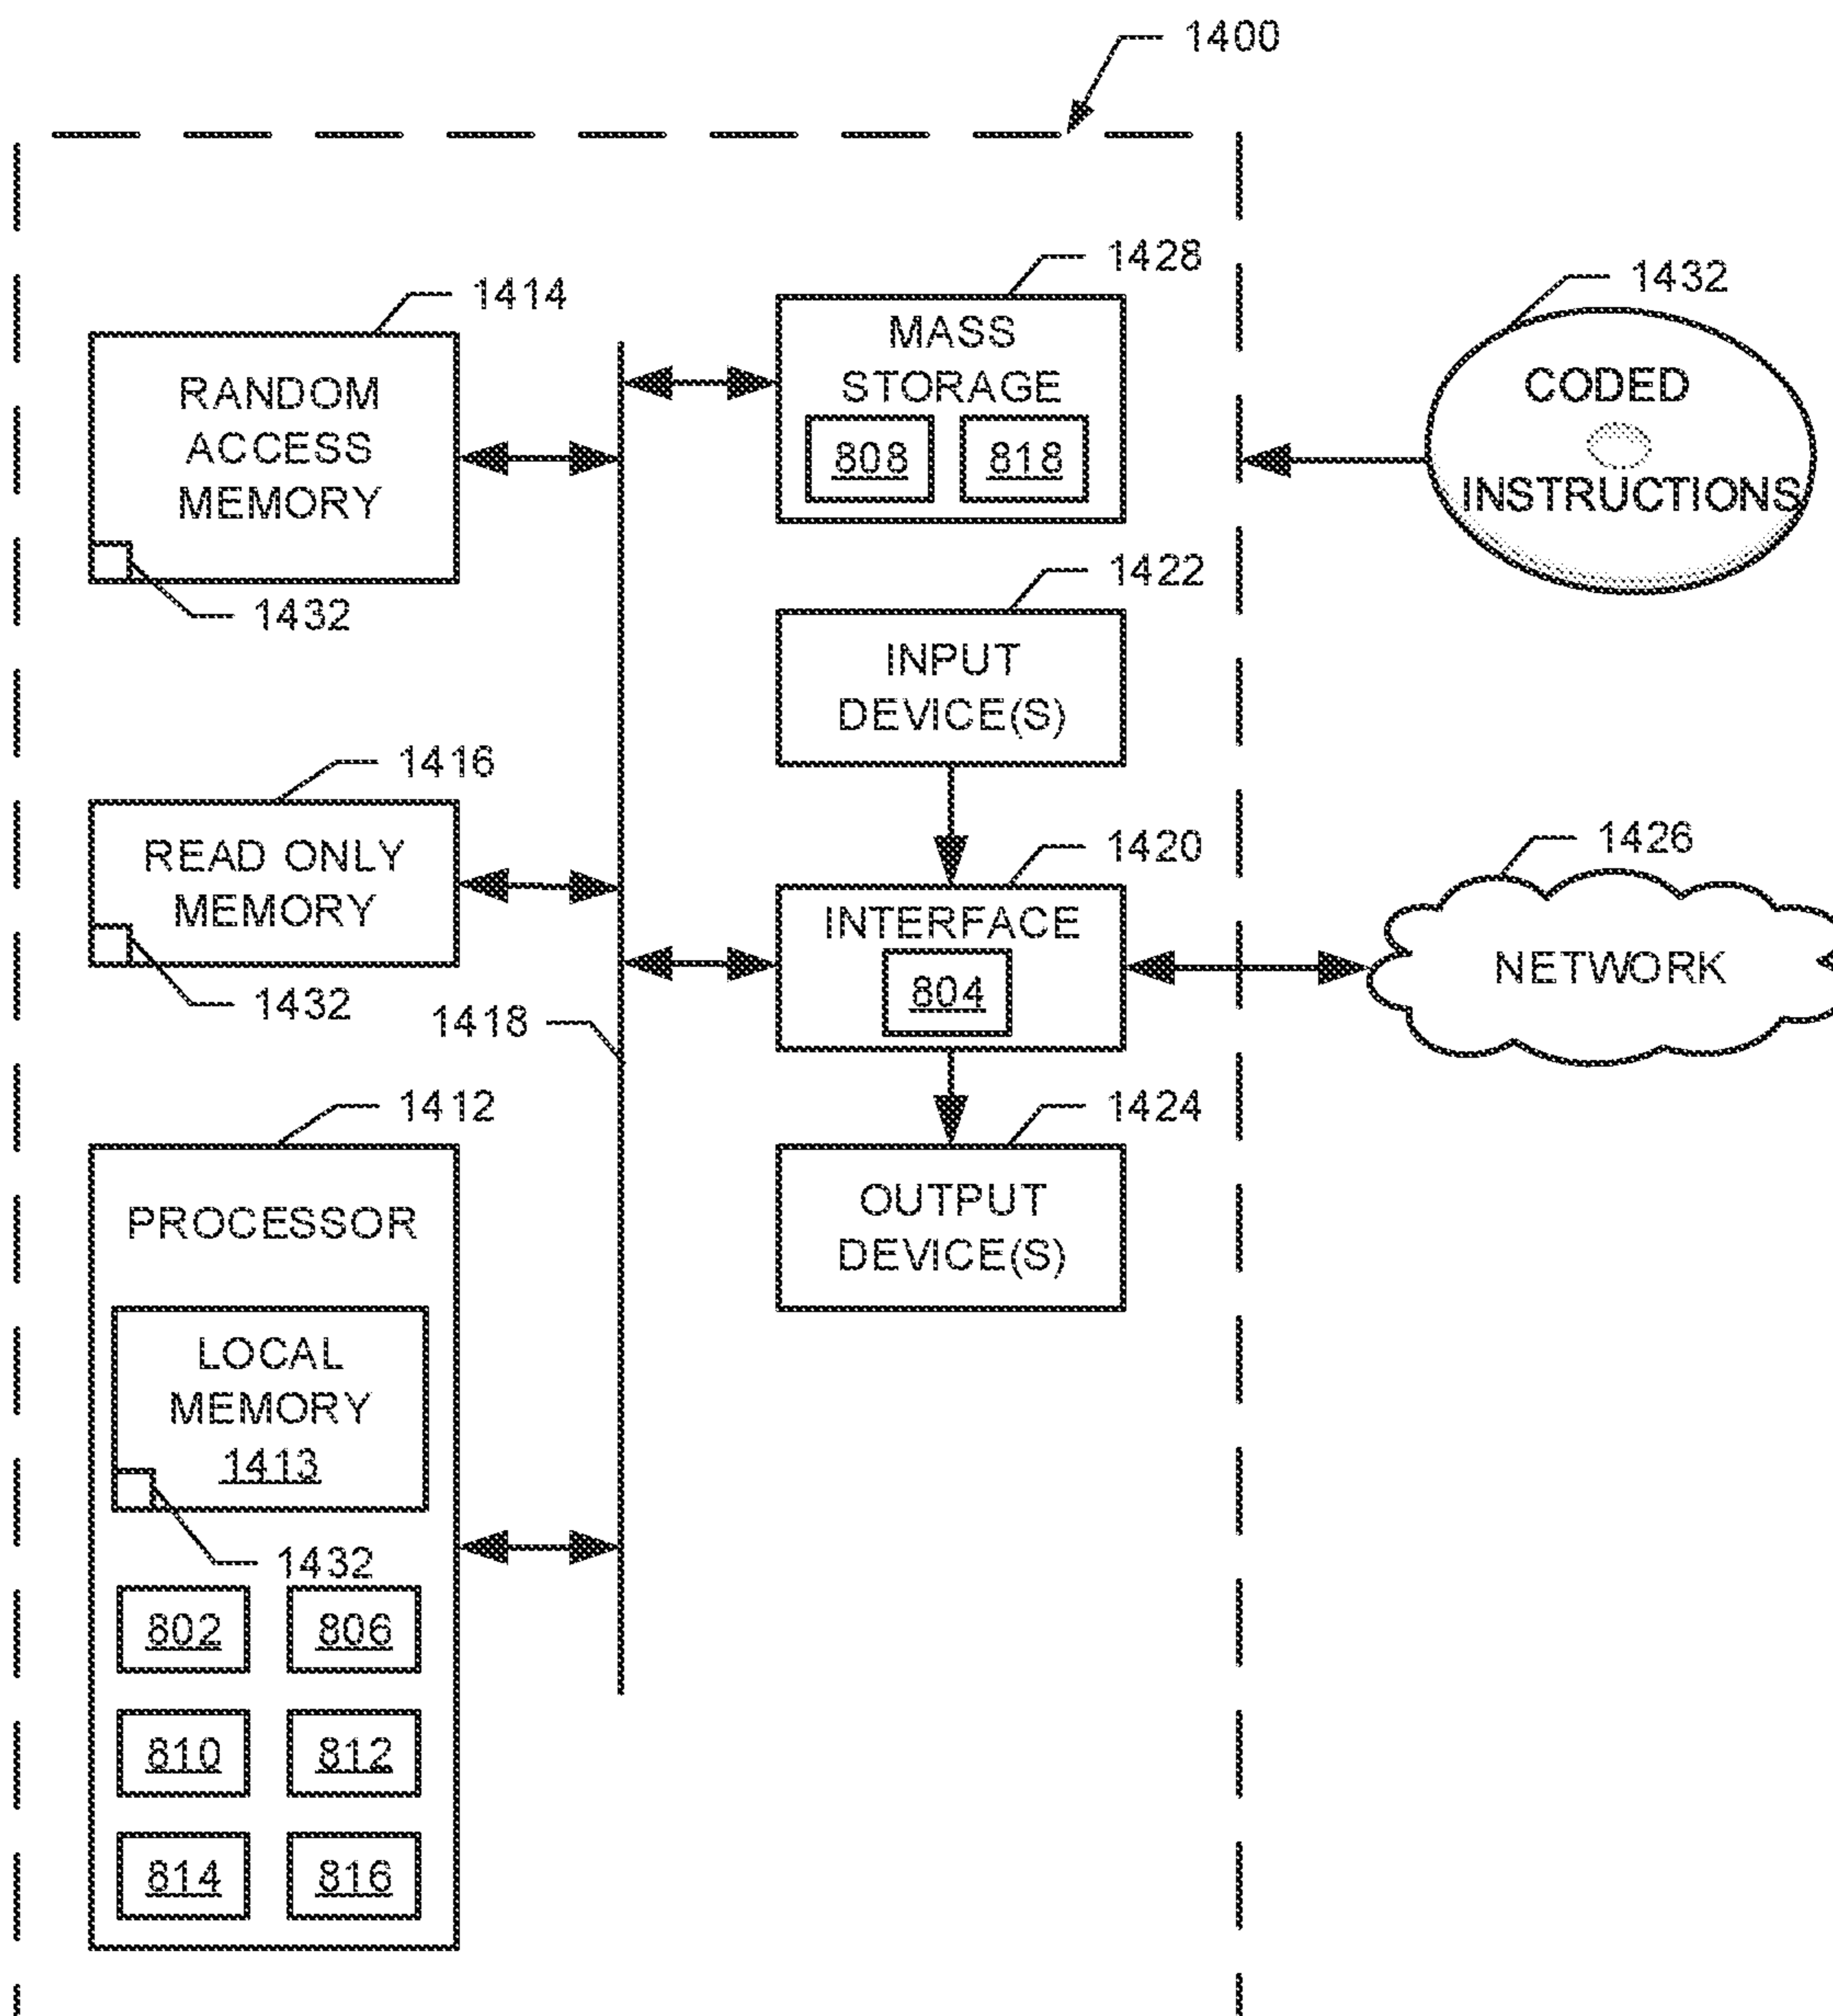 1400
1428
1414
1432
MASS
STORAGE
808 818
RANDOM
ACCESS
MEMORY
CODED
INSTRUCTIONS
1432
1422
INPUT
DEVICE(S)
1416
READ ONLY
MEMORY
1432
1420
INTERFACE
804
1426
NETWORK
1418
1412
1424
PROCESSOR
OUTPUT
DEVICE(S)
LOCAL
MEMORY
1413
1432
802 806
810 812
814 816